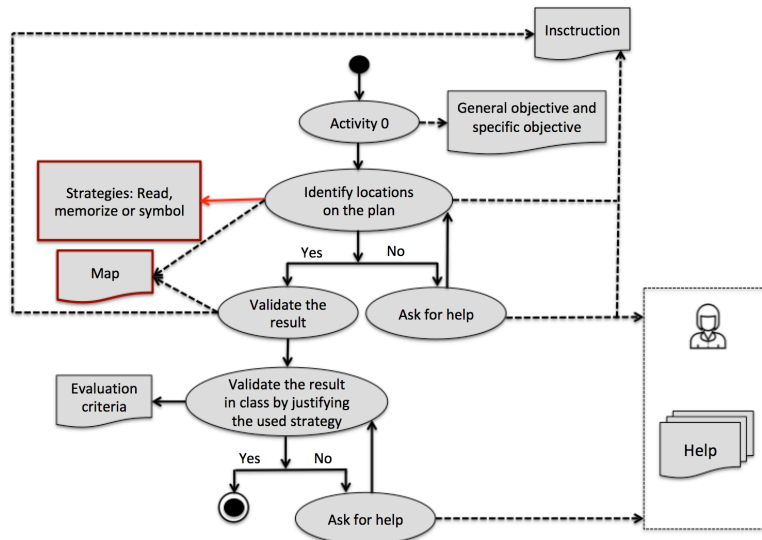 Insctruction
Activity 0
General objective and
specific objective
Strategies: Read,
memorize or symbol
Identify locations
on the plan
Yes
No
Map
Validate the
result
Ask for help
Evaluation
criteria
Validate the result
in class by justifying
the used strategy
Help
Yes
No
Ask for help